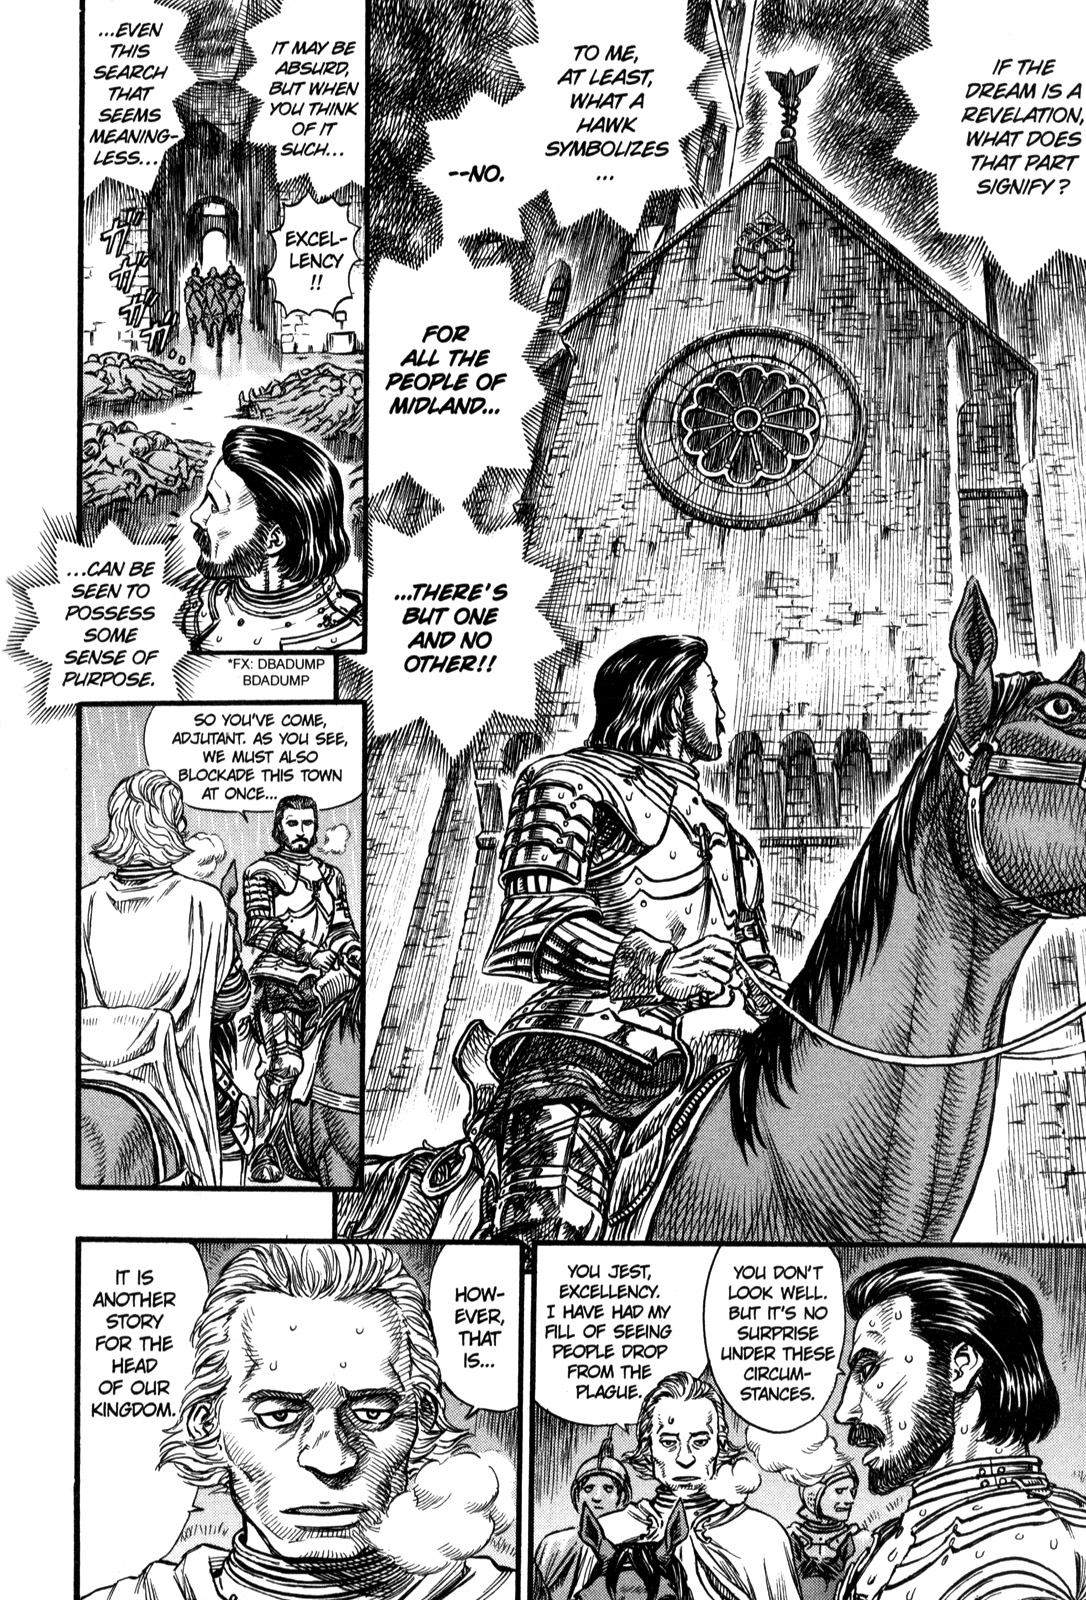 IF THE
DREAM IS A
REVELATION,
WHAT DOES
THAT PART
SIGNIFY?
TO ME,
AT LEAST,
WHAT A
HAWK
SYMBOLIZES
...
--NO.
FOR
ALL THE
PEOPLE OF
MIDLAND...
...THERE'S
BUT ONE
AND NO
OTHER!!
IT MAY BE
ABSURD,
BUT WHEN
YOU THINK
OF IT
SUCH...
...EVEN
THIS
SEARCH
THAT
SEEMS
MEANING-
LESS...
EXCEL-
LENCY
!!
ガガ
ガガ
ガガ
...CAN BE
SEEN TO
POSSESS
SOME
SENSE OF
PURPOSE.
*FX: DBADUMP
BDADUMP
SO YOU'VE COME,
ADJUTANT. AS YOU SEE,
WE MUST ALSO
BLOCKADE THIS TOWN
AT ONCE...
YOU DON'T
LOOK WELL.
BUT IT'S NO
SURPRISE
UNDER THESE
CIRCUM-
STANCES.
YOU JEST,
EXCELLENCY.
I HAVE HAD MY
FILL OF SEEING
PEOPLE DROP
FROM THE
PLAGUE.
HOW-
EVER,
THAT
IS...
IT IS
ANOTHER
STORY
FOR THE
HEAD
OF OUR
KINGDOM.